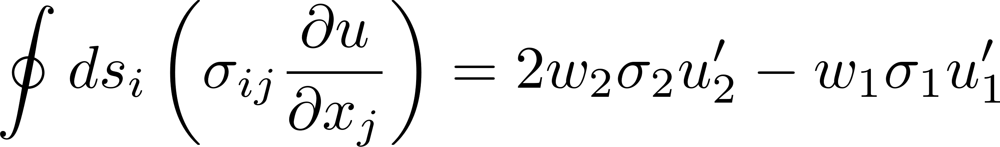 \oint ds_i \left( \sigma_{ij} \frac{\partial u}{\partial x_j} \right) = 2w_2\sigma_2u_2' - w_1\sigma_1u_1'